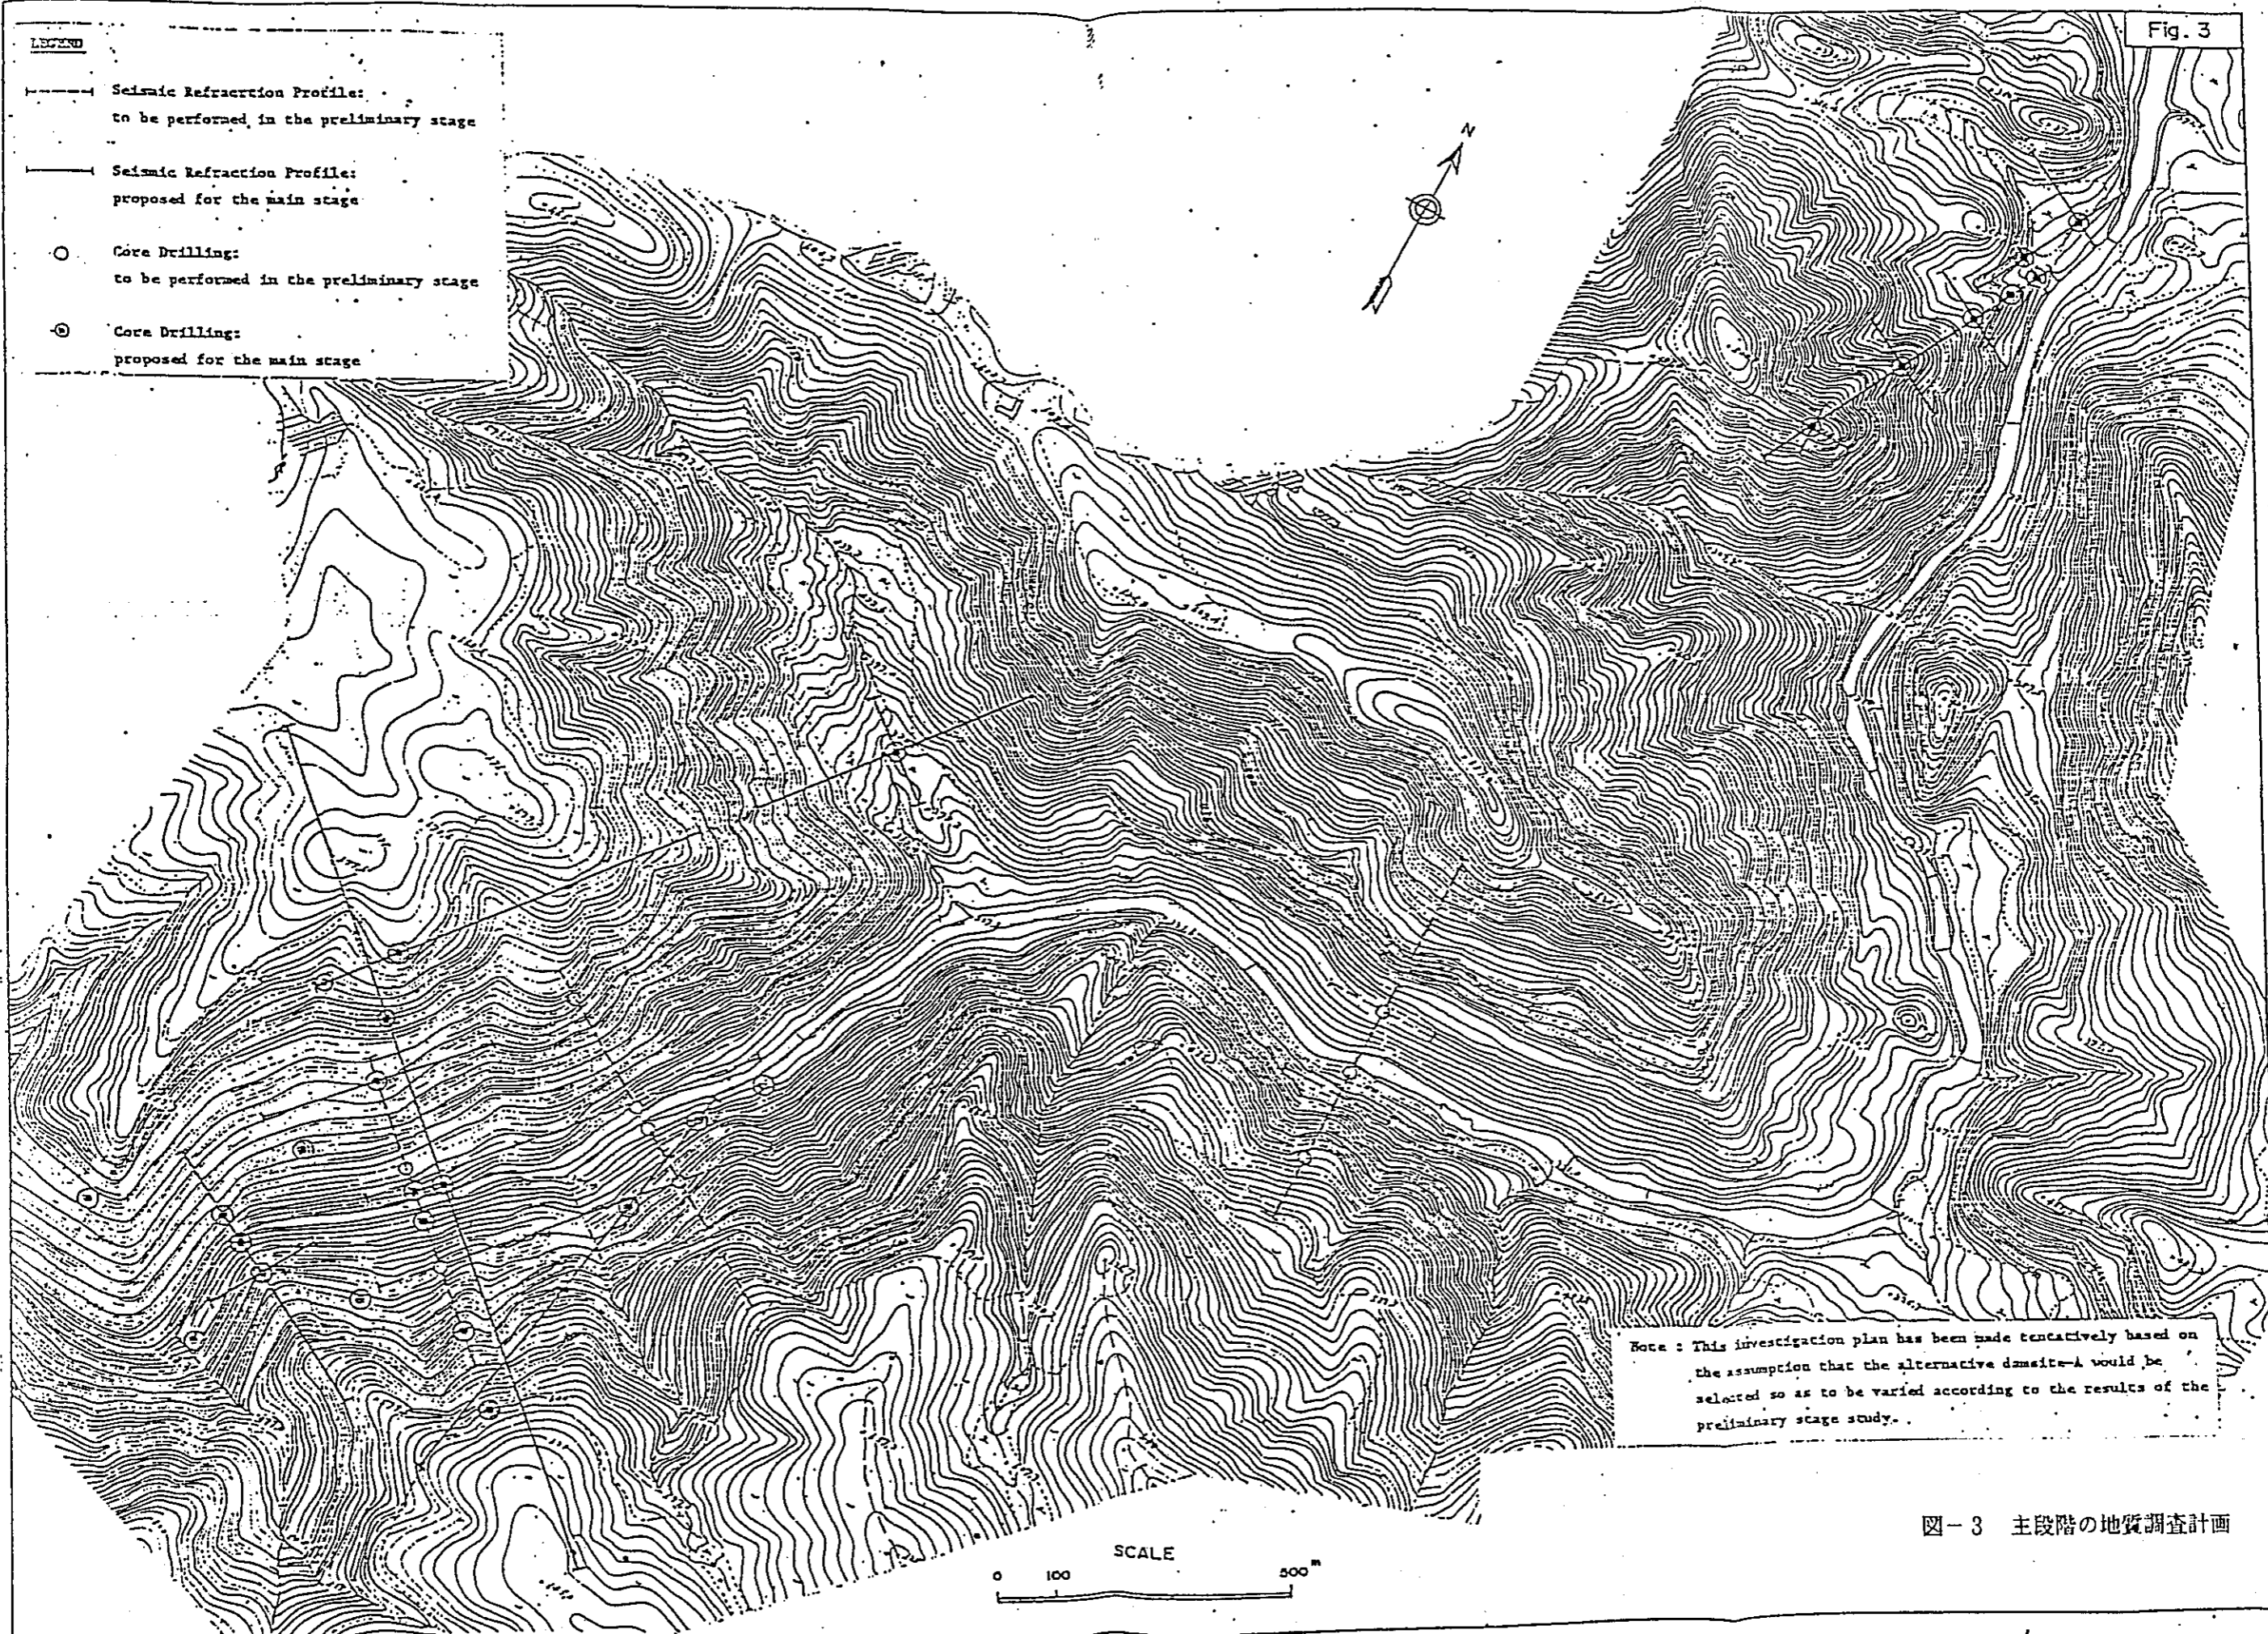 Fig. 3
LEGEND
Seismic Refracrtion Profile:
to be performed in the preliminary stage
Seismic Refraction Profile:
proposed for the main stage
Core Drilling:
to be performed in the preliminary stage
Core Drilling:
proposed for the main stage
N
Note : This investigation plan has been made tentatively based on
the assumption that the alternative damsite-A would be
selected so as to be varied according to the results of the
preliminary stage study.
図－3 主段階の地質調査計画
SCALE
0 100 500 m